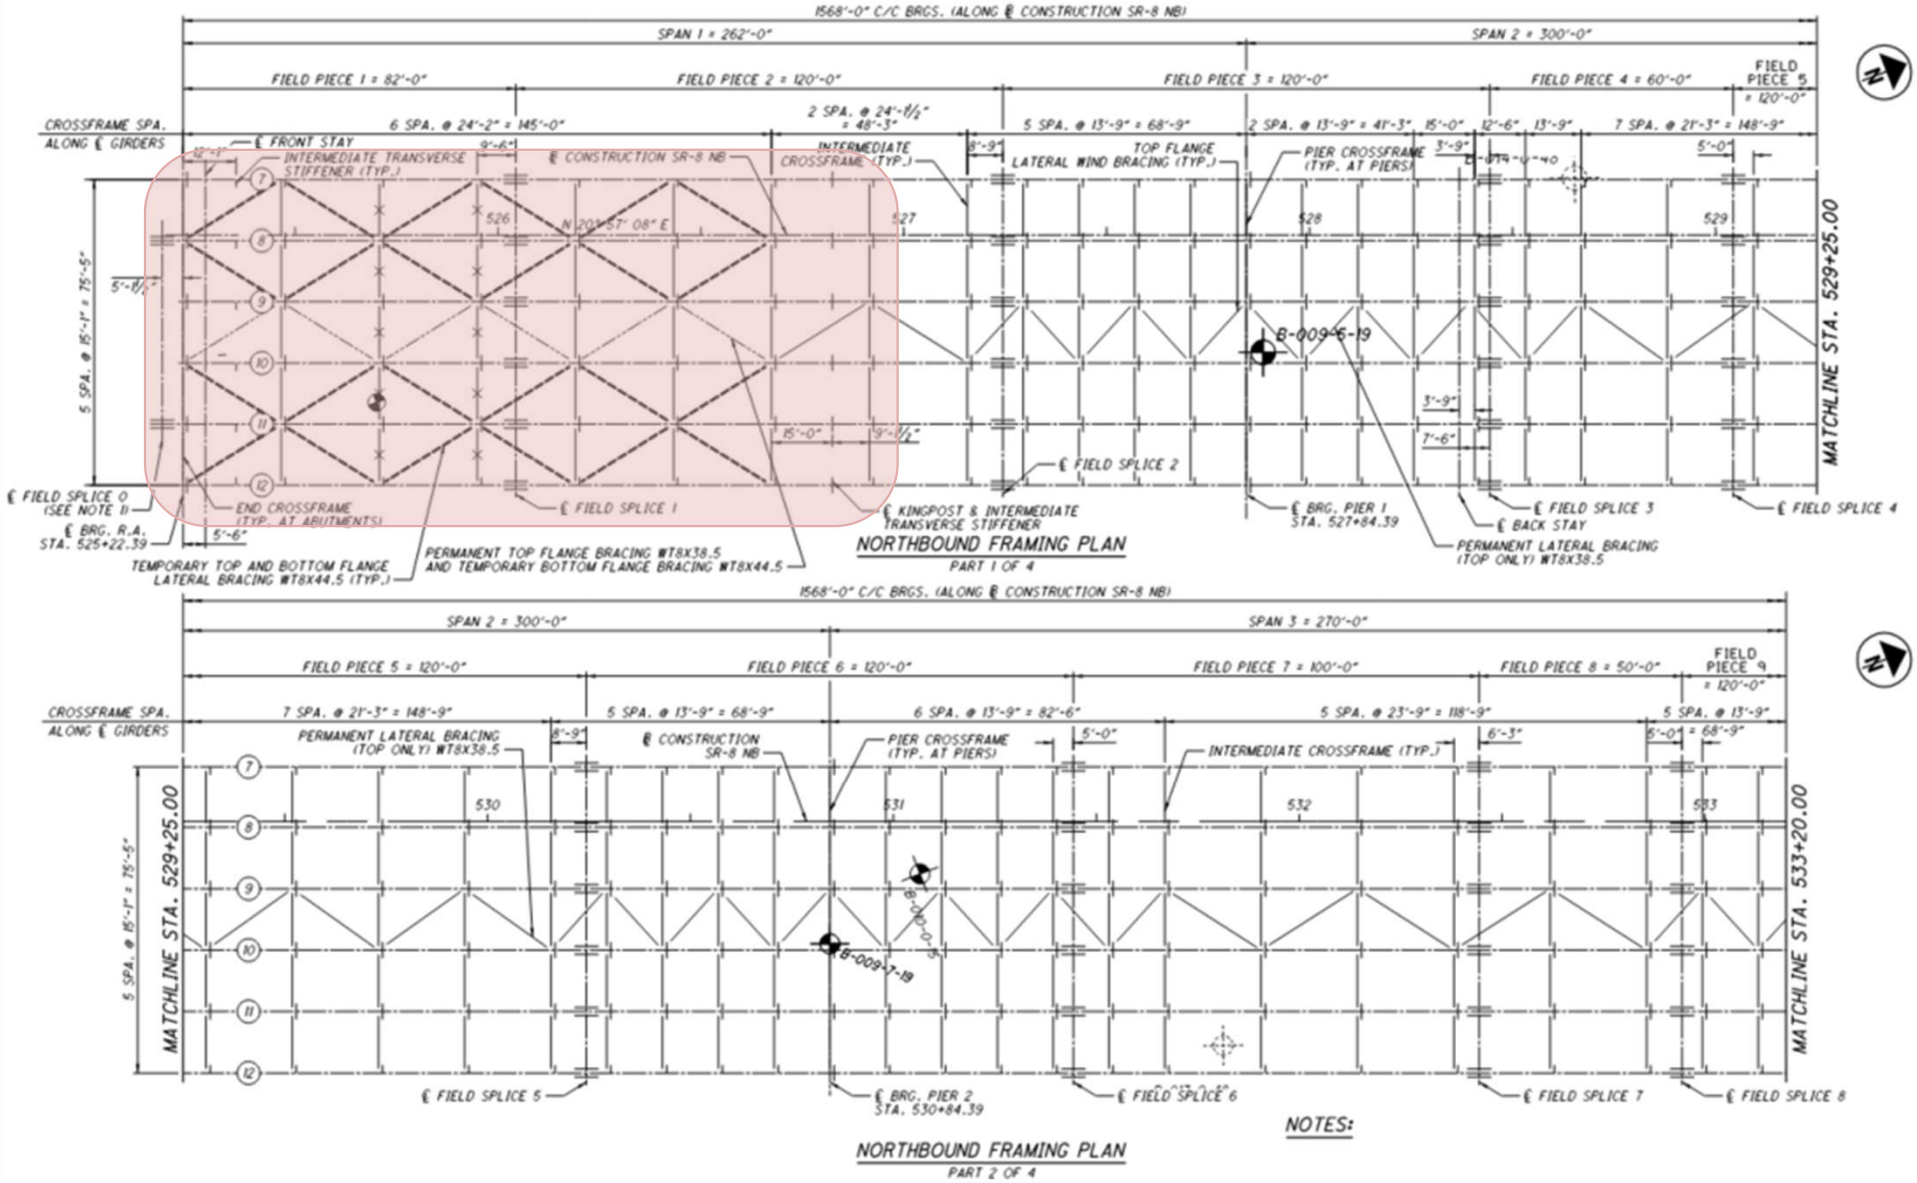 1568'-0" C/C BRGS. (ALONG ℄ CONSTRUCTION SR-8 NB)
SPAN 1 = 262'-0"
SPAN 2 = 300'-0"
FIELD PIECE 1 = 82'-0"
FIELD PIECE 2 = 120'-0"
FIELD PIECE 3 = 120'-0"
FIELD PIECE 4 = 60'-0"
FIELD
PIECE 5
= 120'-0"
CROSSFRAME SPA.
ALONG ℄ GIRDERS
6 SPA. @ 24'-2" = 145'-0"
2 SPA. @ 24'-1½"
= 48'-3"
5 SPA. @ 13'-9" = 68'-9"
2 SPA. @ 13'-9" = 41'-3"
15'-0"
12'-6"
13'-9"
7 SPA. @ 21'-3" = 148'-9"
12'-1"
℄ FRONT STAY
INTERMEDIATE TRANSVERSE
STIFFENER (TYP.)
9'-6"
℄ CONSTRUCTION SR-8 NB
INTERMEDIATE
CROSSFRAME (TYP.)
8'-9"
TOP FLANGE
LATERAL WIND BRACING (TYP.)
PIER CROSSFRAME
(TYP. AT PIERS)
3'-9"
5'-0"
7
526
N 20°57' 08" E
527
528
529
8
5'-1½"
9
5 SPA. @ 15'-1" = 75'-5"
B-009-6-19
10
MATCHLINE STA. 529+25.00
11
15'-0"
9'-1½"
3'-9"
7'-6"
12
℄ FIELD SPLICE 0
(SEE NOTE 1)
℄ BRG. R.A.
STA. 525+22.39
END CROSSFRAME
(TYP. AT ABUTMENTS)
5'-6"
℄ FIELD SPLICE 1
℄ KINGPOST & INTERMEDIATE
TRANSVERSE STIFFENER
℄ FIELD SPLICE 2
℄ BRG. PIER 1
STA. 527+84.39
℄ FIELD SPLICE 3
℄ BACK STAY
℄ FIELD SPLICE 4
PERMANENT LATERAL BRACING
(TOP ONLY) WT8X38.5
TEMPORARY TOP AND BOTTOM FLANGE
LATERAL BRACING WT8X44.5 (TYP.)
PERMANENT TOP FLANGE BRACING WT8X38.5
AND TEMPORARY BOTTOM FLANGE BRACING WT8X44.5
NORTHBOUND FRAMING PLAN
PART 1 OF 4
N
1568'-0" C/C BRGS. (ALONG ℄ CONSTRUCTION SR-8 NB)
SPAN 2 = 300'-0"
SPAN 3 = 270'-0"
FIELD PIECE 5 = 120'-0"
FIELD PIECE 6 = 120'-0"
FIELD PIECE 7 = 100'-0"
FIELD PIECE 8 = 50'-0"
FIELD
PIECE 9
= 120'-0"
CROSSFRAME SPA.
ALONG ℄ GIRDERS
7 SPA. @ 21'-3" = 148'-9"
5 SPA. @ 13'-9" = 68'-9"
6 SPA. @ 13'-9" = 82'-6"
5 SPA. @ 23'-9" = 118'-9"
5 SPA. @ 13'-9"
= 68'-9"
PERMANENT LATERAL BRACING
(TOP ONLY) WT8X38.5
8'-9"
℄ CONSTRUCTION
SR-8 NB
PIER CROSSFRAME
(TYP. AT PIERS)
5'-0"
INTERMEDIATE CROSSFRAME (TYP.)
6'-3"
5'-0"
7
530
531
532
533
8
9
5 SPA. @ 15'-1" = 75'-5"
MATCHLINE STA. 529+25.00
B-010-0-15
10
B-009-7-19
MATCHLINE STA. 533+20.00
11
12
℄ FIELD SPLICE 5
℄ BRG. PIER 2
STA. 530+84.39
℄ FIELD SPLICE 6
℄ FIELD SPLICE 7
℄ FIELD SPLICE 8
NOTES:
NORTHBOUND FRAMING PLAN
PART 2 OF 4
N